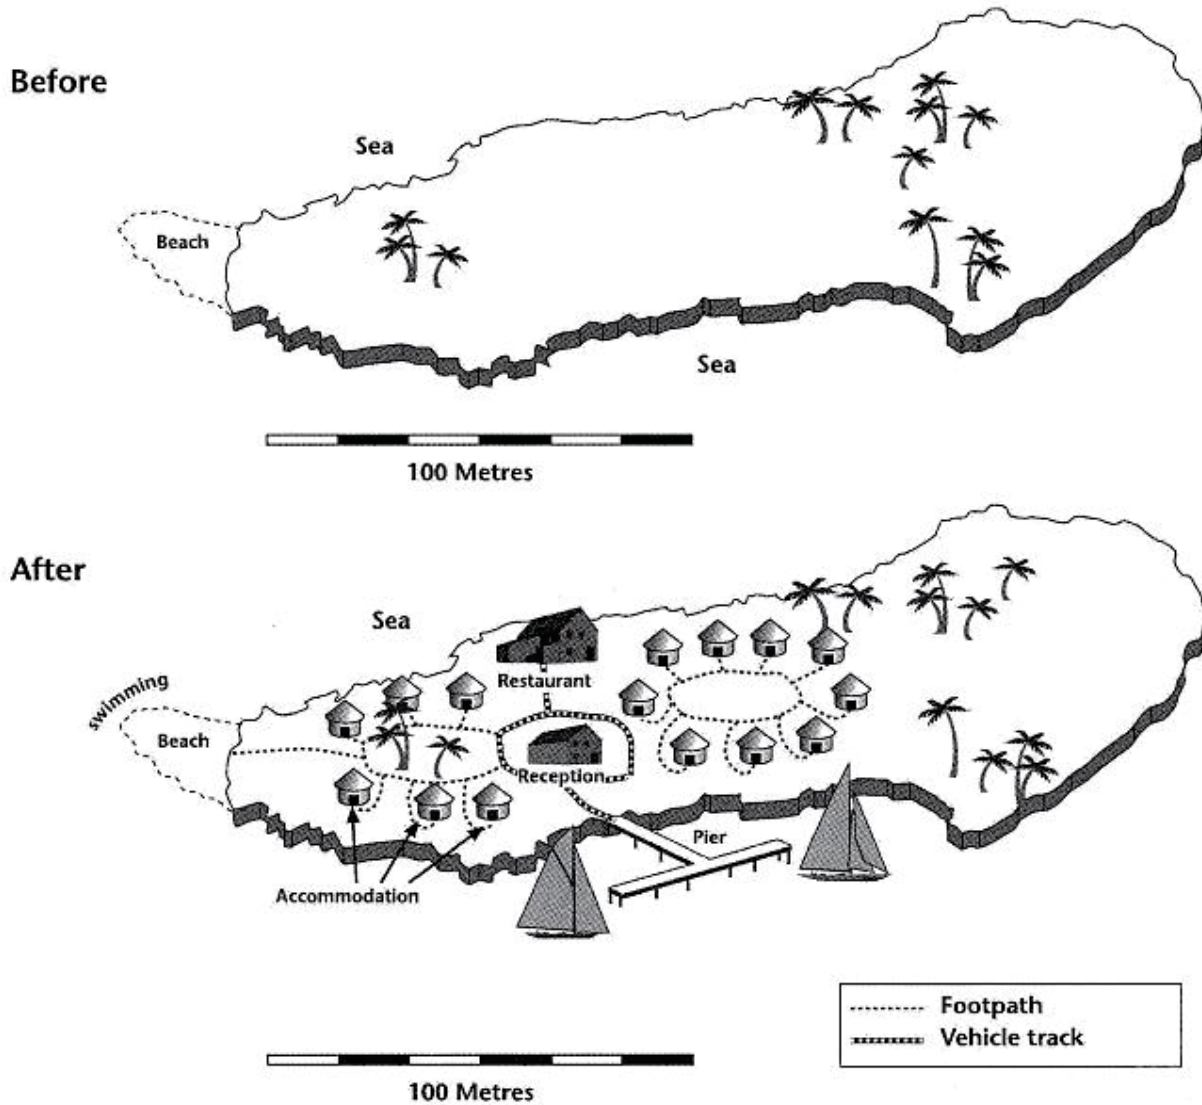 Before
Sea
Beach
Sea
100 Metres
After
Sea
swimming
Restaurant
Beach
Reception
Pier
Accommodation
Footpath
Vehicle track
100 Metres